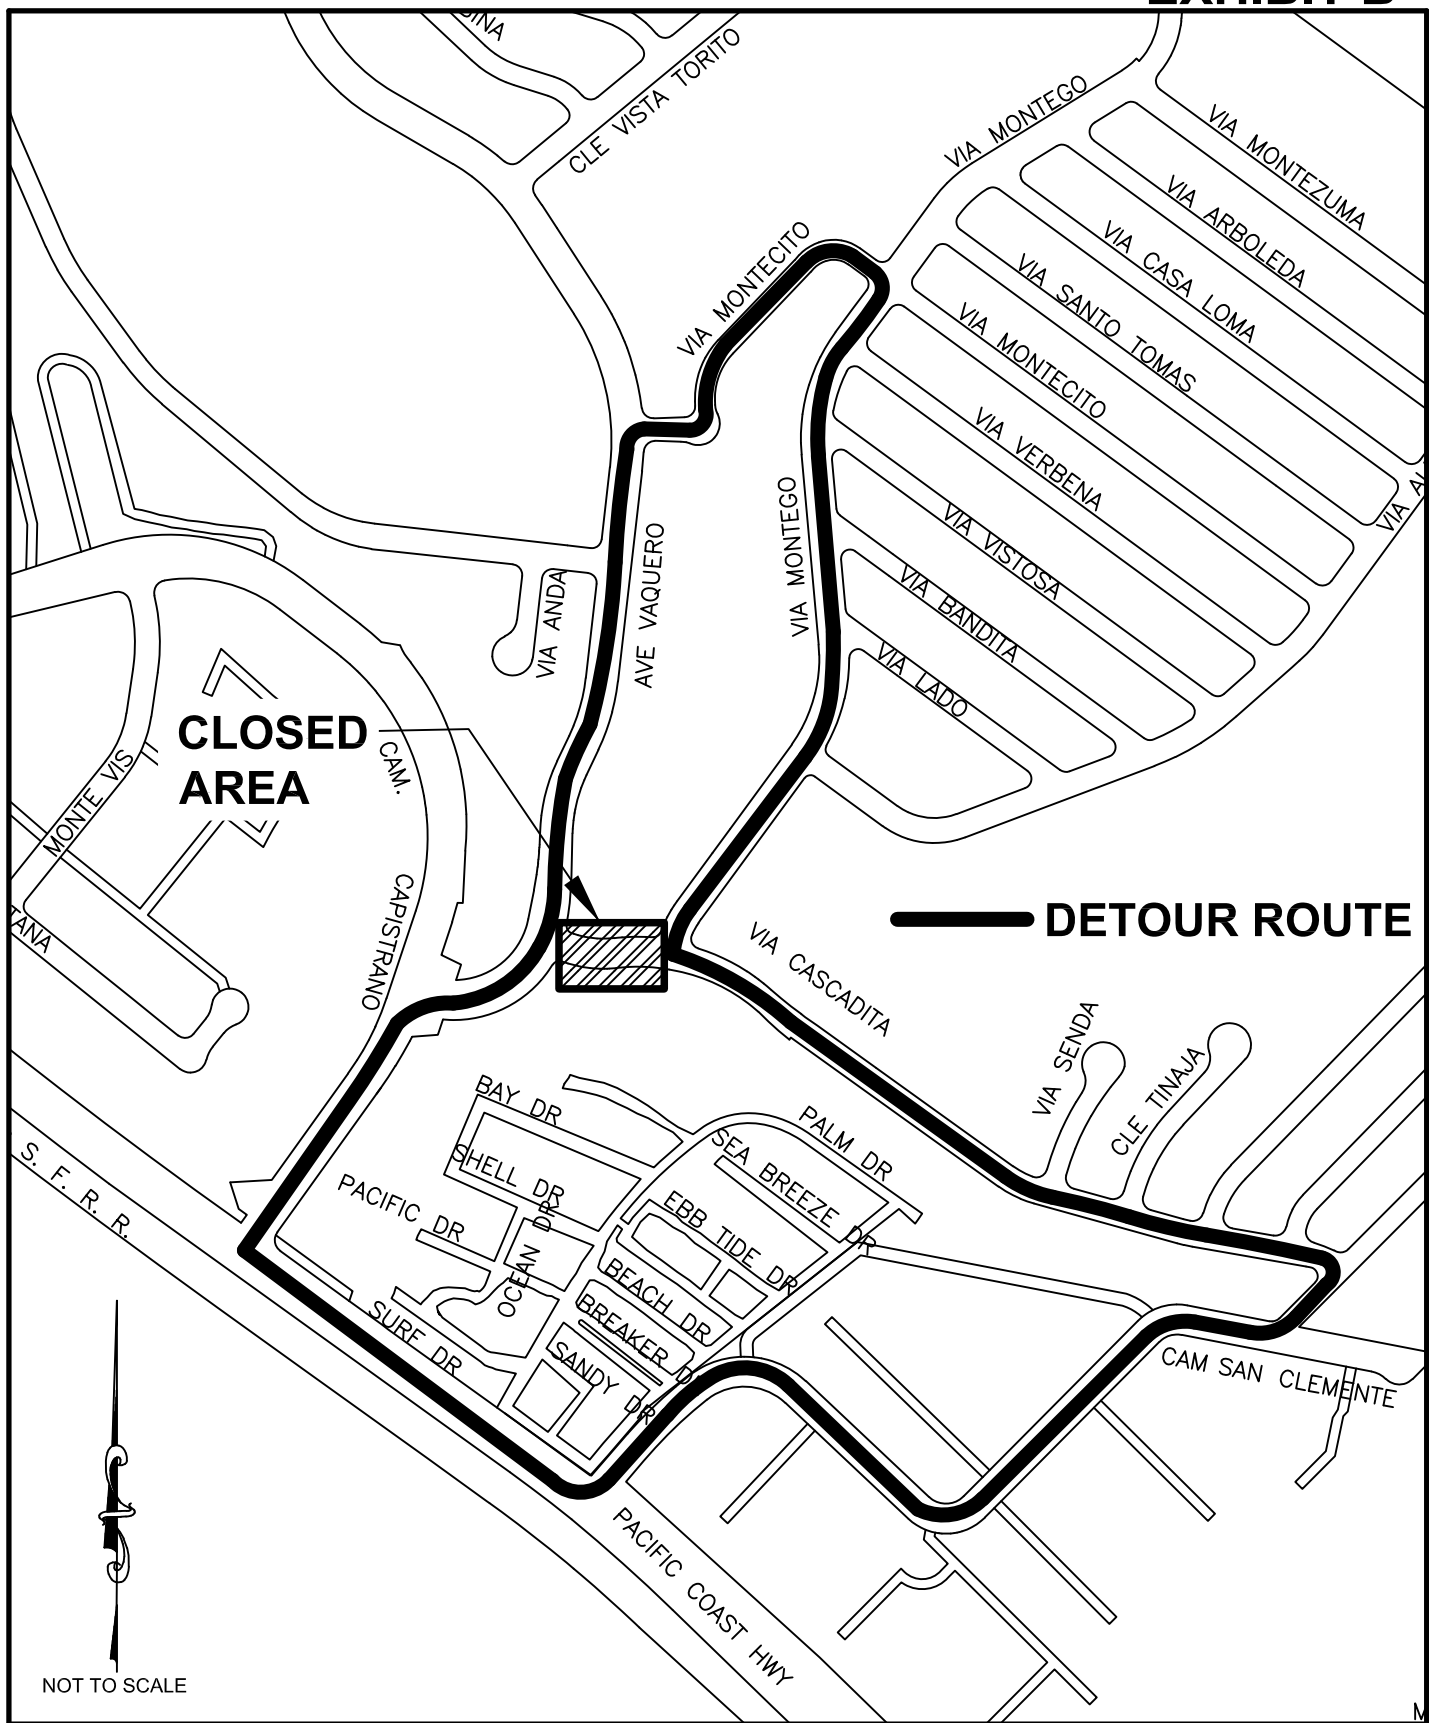 CLE VISTA TORITO
VIA MONTEGO
VIA MONTEZUMA
VIA ARBOLEDA
VIA CASA LOMA
VIA SANTO TOMAS
VIA MONTECITO
VIA MONTECITO
VIA VERBENA
VIA VISTOSA
VIA BANDITA
VIA LADO
VIA MONTEGO
AVE VAQUERO
VIA ANDA
CLOSED
AREA
CAM.
CAPISTRANO
MONTE VIS
DETOUR ROUTE
VIA CASCADITA
VIA SENDA
CLE TINAJA
BAY DR
SHELL DR
PACIFIC DR
OCEAN DR
SURF DR
PALM DR
SEA BREEZE DR
EBB TIDE DR
BEACH DR
BREAKER D
SANDY DR
CAM SAN CLEMENTE
S. F. R. R.
PACIFIC COAST HWY
NOT TO SCALE